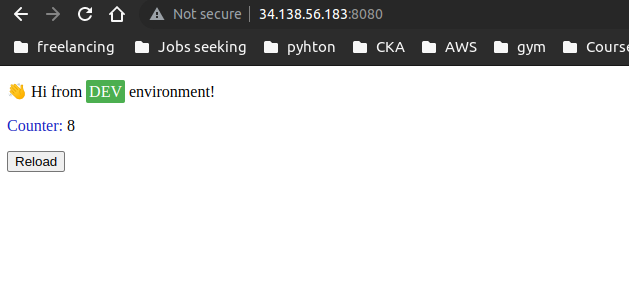 Not secure 34.138.56.183:8080
freelancing Jobs seeking pyhton CKA AWS gym Course
👋 Hi from DEV environment!
Counter: 8
Reload